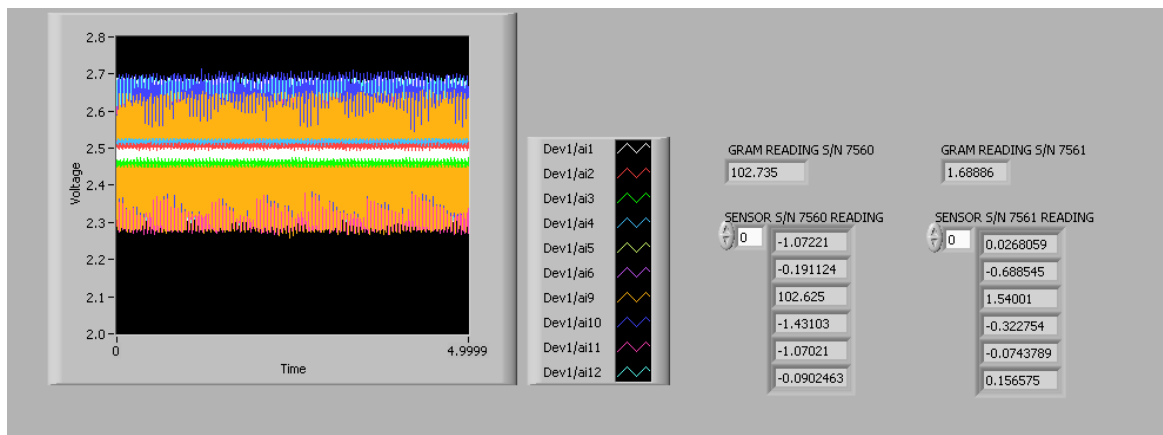 2.8
2.7
2.6
2.5
2.4
2.3
2.2
2.1
2.0
Voltage
0
4.9999
Time
Dev1/ai1
Dev1/ai2
Dev1/ai3
Dev1/ai4
Dev1/ai5
Dev1/ai6
Dev1/ai9
Dev1/ai10
Dev1/ai11
Dev1/ai12
GRAM READING S/N 7560
102.735
SENSOR S/N 7560 READING
0
-1.07221
-0.191124
102.625
-1.43103
-1.07021
-0.0902463
GRAM READING S/N 7561
1.68886
SENSOR S/N 7561 READING
0
0.0268059
-0.688545
1.54001
-0.322754
-0.0743789
0.156575